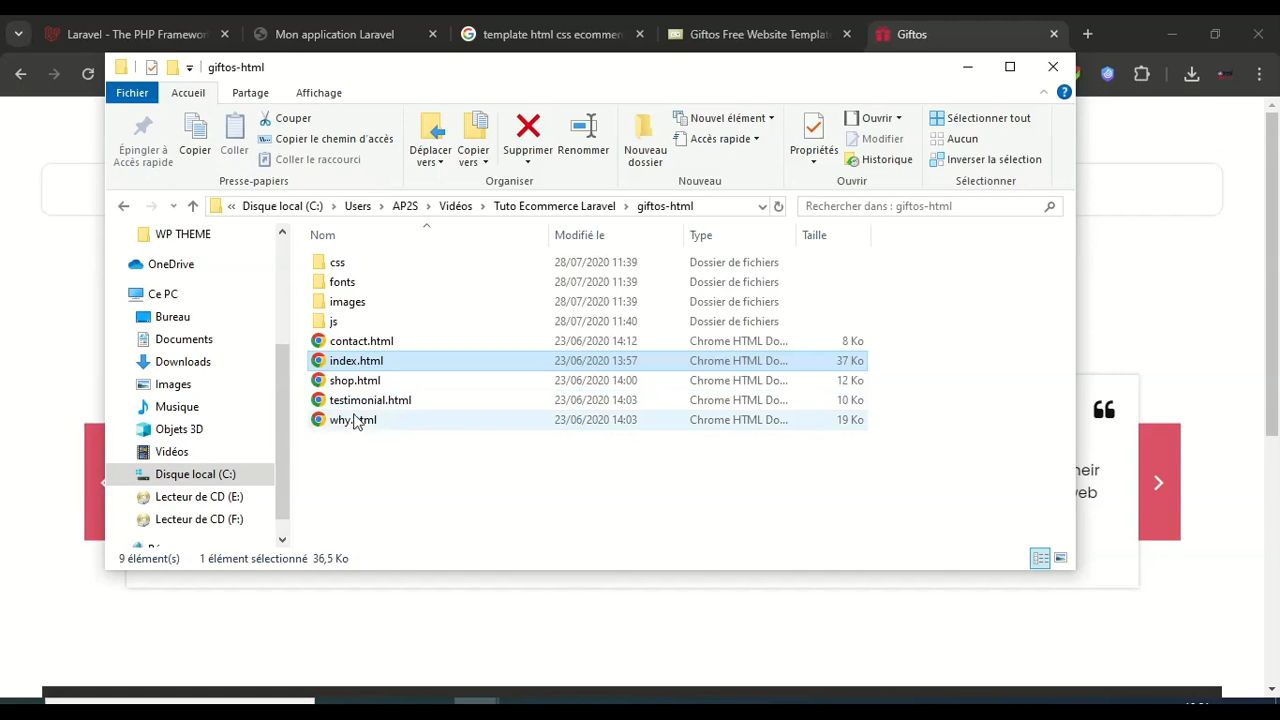 Laravel - The PHP Framework
Mon application Laravel
template html css ecommer
Giftos Free Website Templat
Giftos
giftos-html
Fichier
Accueil
Partage
Affichage
Épingler à
Accès rapide
Copier
Coller
Couper
Copier le chemin d'accès
Coller le raccourci
Presse-papiers
Déplacer
vers
Copier
vers
Supprimer
Renommer
Organiser
Nouveau
dossier
Nouvel élément
Accès rapide
Nouveau
Propriétés
Ouvrir
Modifier
Historique
Ouvrir
Sélectionner tout
Aucun
Inverser la sélection
Sélectionner
« Disque local (C:) > Users > AP2S > Vidéos > Tuto Ecommerce Laravel > giftos-html
Rechercher dans : giftos-html
WP THEME
OneDrive
Ce PC
Bureau
Documents
Downloads
Images
Musique
Objets 3D
Vidéos
Disque local (C:)
Lecteur de CD (E:)
Lecteur de CD (F:)
Nom Modifié le Type Taille
css 28/07/2020 11:39 Dossier de fichiers
fonts 28/07/2020 11:39 Dossier de fichiers
images 28/07/2020 11:39 Dossier de fichiers
js 28/07/2020 11:40 Dossier de fichiers
contact.html 23/06/2020 14:12 Chrome HTML Do... 8 Ko
index.html 23/06/2020 13:57 Chrome HTML Do... 37 Ko
shop.html 23/06/2020 14:00 Chrome HTML Do... 12 Ko
testimonial.html 23/06/2020 14:03 Chrome HTML Do... 10 Ko
why.html 23/06/2020 14:03 Chrome HTML Do... 19 Ko
heir
web
9 élément(s) 1 élément sélectionné 36,5 Ko